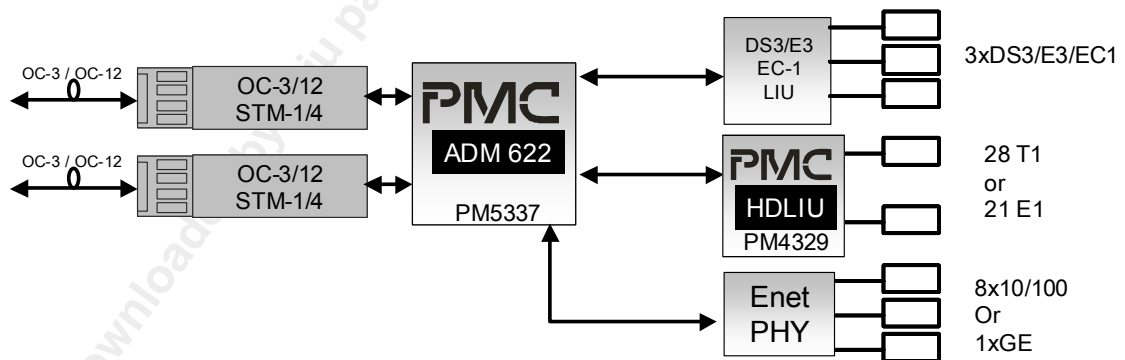 OC-3 / OC-12
OC-3/12
STM-1/4
OC-3 / OC-12
OC-3/12
STM-1/4
PMC
ADM 622
PM5337
DS3/E3
EC-1
LIU
3xDS3/E3/EC1
PMC
HDLIU
PM4329
28 T1
or
21 E1
Enet
PHY
8x10/100
Or
1xGE